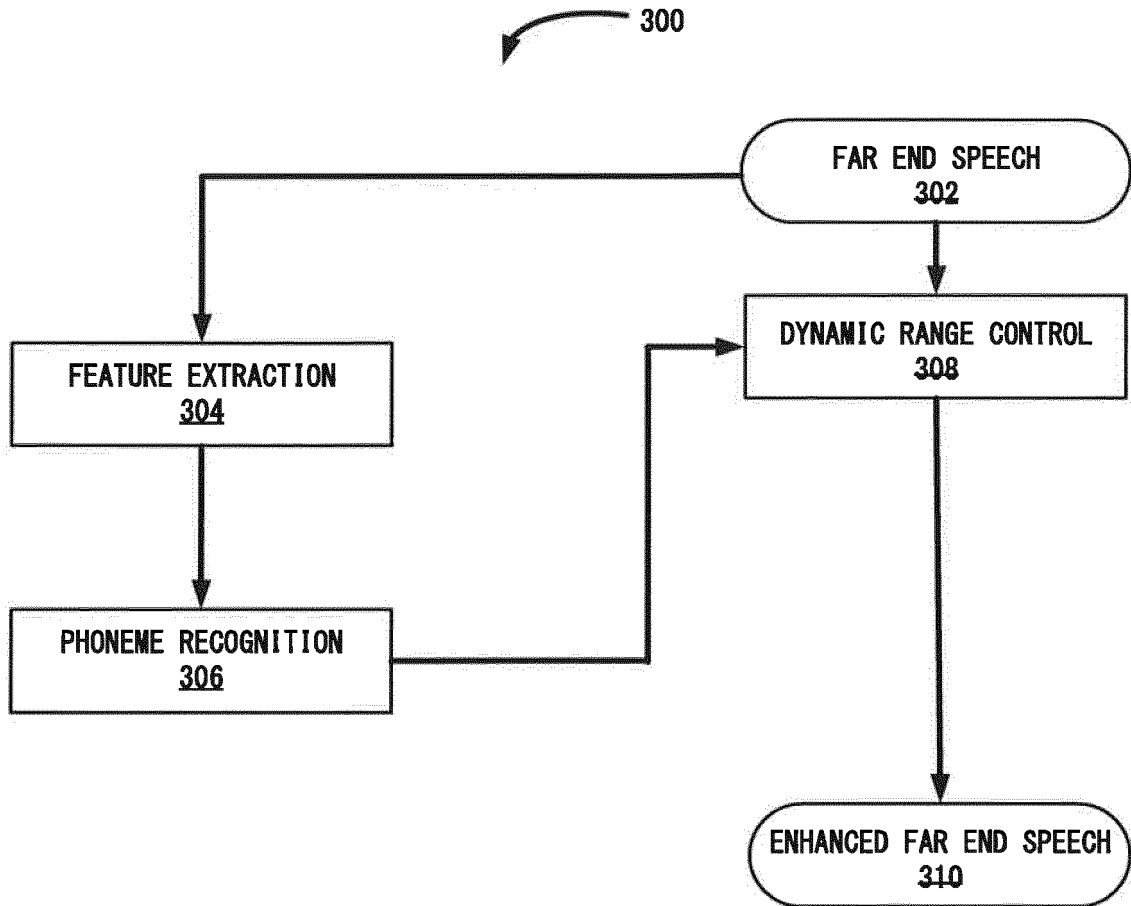 300
FAR END SPEECH
302
DYNAMIC RANGE CONTROL
308
FEATURE EXTRACTION
304
PHONEME RECOGNITION
306
ENHANCED FAR END SPEECH
310